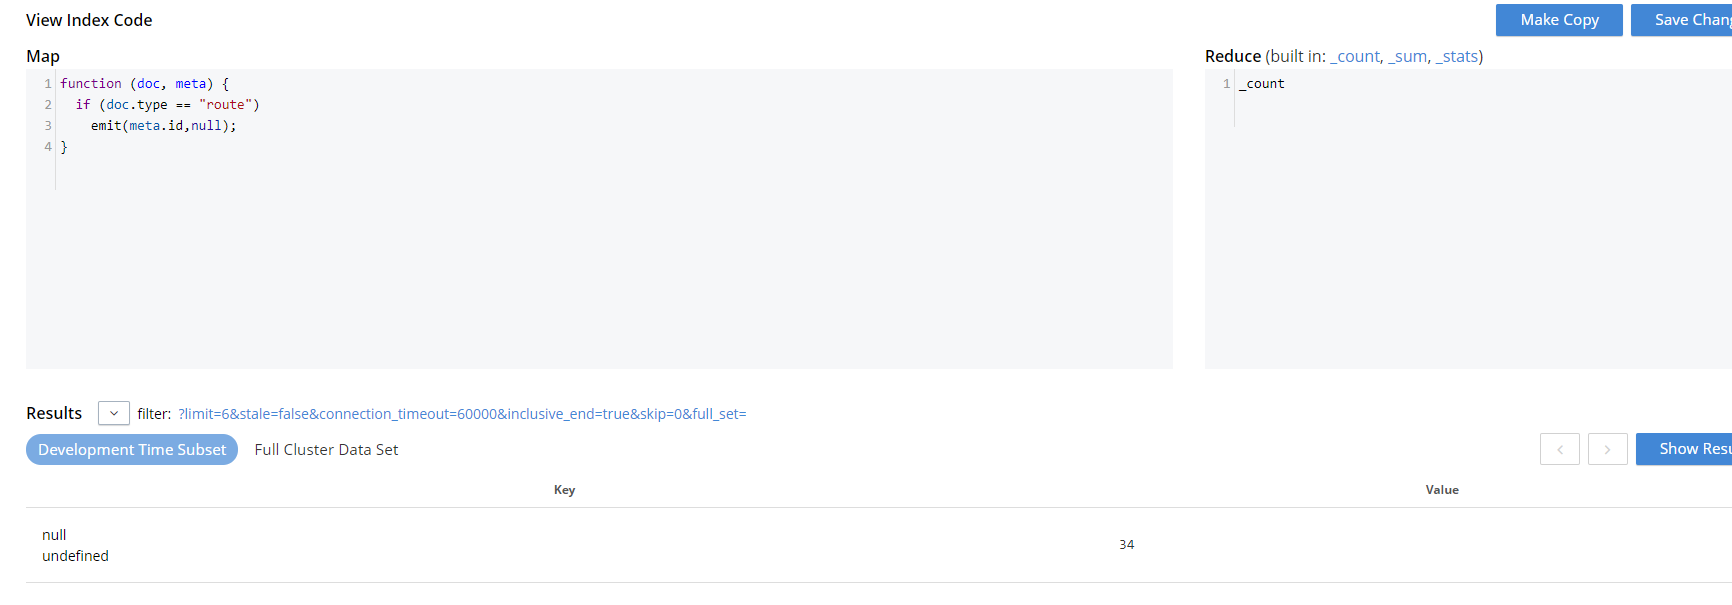 View Index Code
Make Copy
Save Chang
Map
Reduce (built in: _count, _sum, _stats)
1 function (doc, meta) {
2 if (doc.type == "route")
3 emit(meta.id,null);
4 }
1 _count
Results filter: ?limit=6&stale=false&connection_timeout=60000&inclusive_end=true&skip=0&full_set=
Development Time Subset Full Cluster Data Set
< > Show Resu
Key Value
null
undefined
34